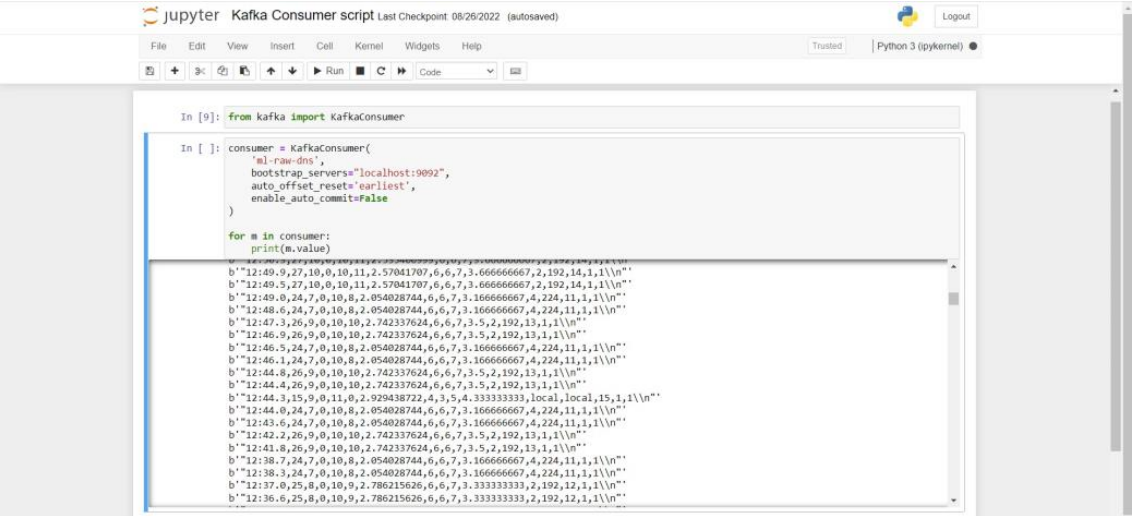 jupyter Kafka Consumer script Last Checkpoint: 08/26/2022 (autosaved)
Logout
File Edit View Insert Cell Kernel Widgets Help
Trusted
Python 3 (ipykernel)
Run
Code
In [9]: from kafka import KafkaConsumer
In [ ]: consumer = KafkaConsumer(
'ml-raw-dns',
bootstrap_servers="localhost:9092",
auto_offset_reset='earliest',
enable_auto_commit=False
)
for m in consumer:
print(m.value)
b'"12:49.9,27,10,0,10,11,2.57041707,6,6,7,3.666666667,2,192,14,1,1\\n"'
b'"12:49.5,27,10,0,10,11,2.57041707,6,6,7,3.666666667,2,192,14,1,1\\n"'
b'"12:49.0,24,7,0,10,8,2.054028744,6,6,7,3.166666667,4,224,11,1,1\\n"'
b'"12:48.6,24,7,0,10,8,2.054028744,6,6,7,3.166666667,4,224,11,1,1\\n"'
b'"12:47.3,26,9,0,10,10,2.742337624,6,6,7,3.5,2,192,13,1,1\\n"'
b'"12:46.9,26,9,0,10,10,2.742337624,6,6,7,3.5,2,192,13,1,1\\n"'
b'"12:46.5,24,7,0,10,8,2.054028744,6,6,7,3.166666667,4,224,11,1,1\\n"'
b'"12:46.1,24,7,0,10,8,2.054028744,6,6,7,3.166666667,4,224,11,1,1\\n"'
b'"12:44.8,26,9,0,10,10,2.742337624,6,6,7,3.5,2,192,13,1,1\\n"'
b'"12:44.4,26,9,0,10,10,2.742337624,6,6,7,3.5,2,192,13,1,1\\n"'
b'"12:44.3,15,9,0,11,0,2.929438722,4,3,5,4.333333333,local,local,15,1,1\\n"'
b'"12:44.0,24,7,0,10,8,2.054028744,6,6,7,3.166666667,4,224,11,1,1\\n"'
b'"12:43.6,24,7,0,10,8,2.054028744,6,6,7,3.166666667,4,224,11,1,1\\n"'
b'"12:42.2,26,9,0,10,10,2.742337624,6,6,7,3.5,2,192,13,1,1\\n"'
b'"12:41.8,26,9,0,10,10,2.742337624,6,6,7,3.5,2,192,13,1,1\\n"'
b'"12:38.7,24,7,0,10,8,2.054028744,6,6,7,3.166666667,4,224,11,1,1\\n"'
b'"12:38.3,24,7,0,10,8,2.054028744,6,6,7,3.166666667,4,224,11,1,1\\n"'
b'"12:37.0,25,8,0,10,9,2.786215626,6,6,7,3.333333333,2,192,12,1,1\\n"'
b'"12:36.6,25,8,0,10,9,2.786215626,6,6,7,3.333333333,2,192,12,1,1\\n"'